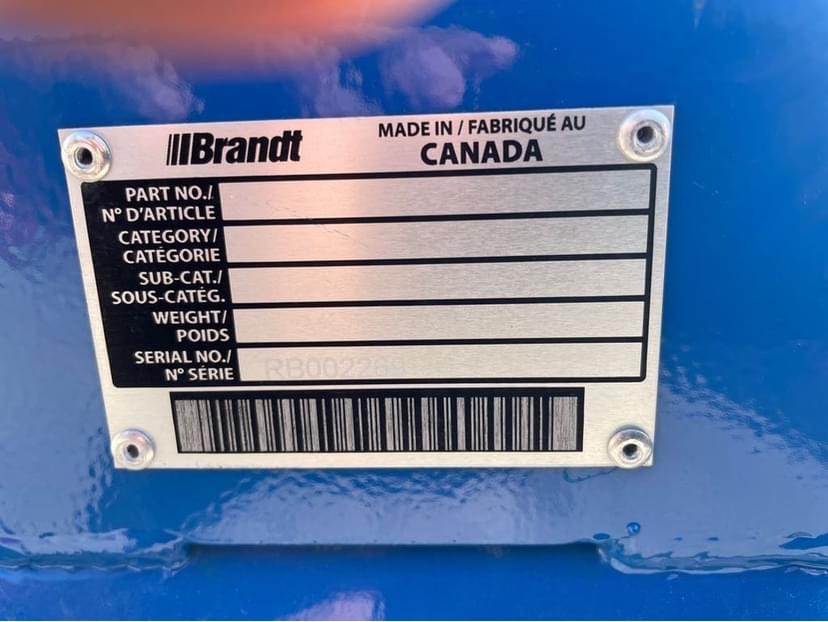 Brandt
MADE IN / FABRIQUÉ AU
CANADA
PART NO./
N° D'ARTICLE
CATEGORY/
CATÉGORIE
SUB-CAT./
SOUS-CATÉG.
WEIGHT/
POIDS
SERIAL NO./
N° SÉRIE